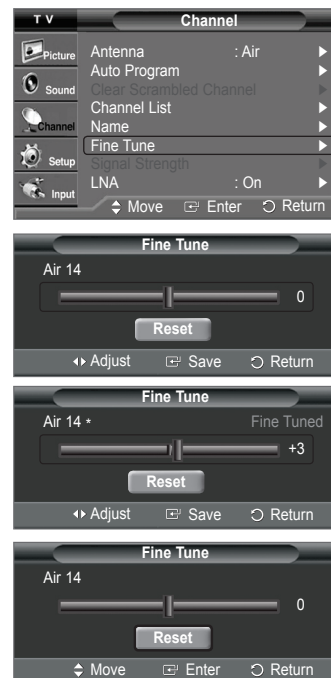 T V Channel
Picture
Sound
Channel
Setup
Input
Antenna : Air
Auto Program
Clear Scrambled Channel
Channel List
Name
Fine Tune
Signal Strength
LNA : On
Move Enter Return
Fine Tune
Air 14
0
Reset
Adjust Save Return
Fine Tune
Air 14 * Fine Tuned
+3
Reset
Adjust Save Return
Fine Tune
Air 14
0
Reset
Move Enter Return